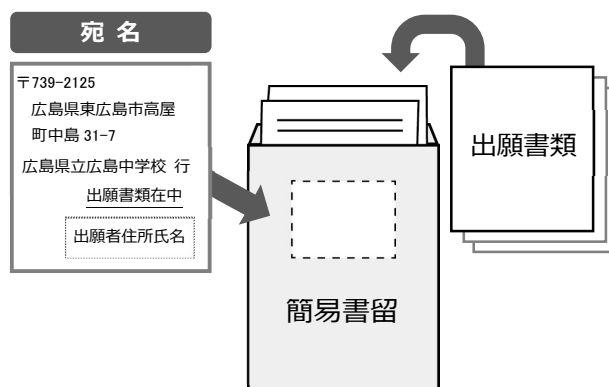 宛名
〒739-2125
広島県東広島市高屋
町中島 31-7
広島県立広島中学校 行
出願書類在中
出願者住所氏名
出願書類
簡易書留